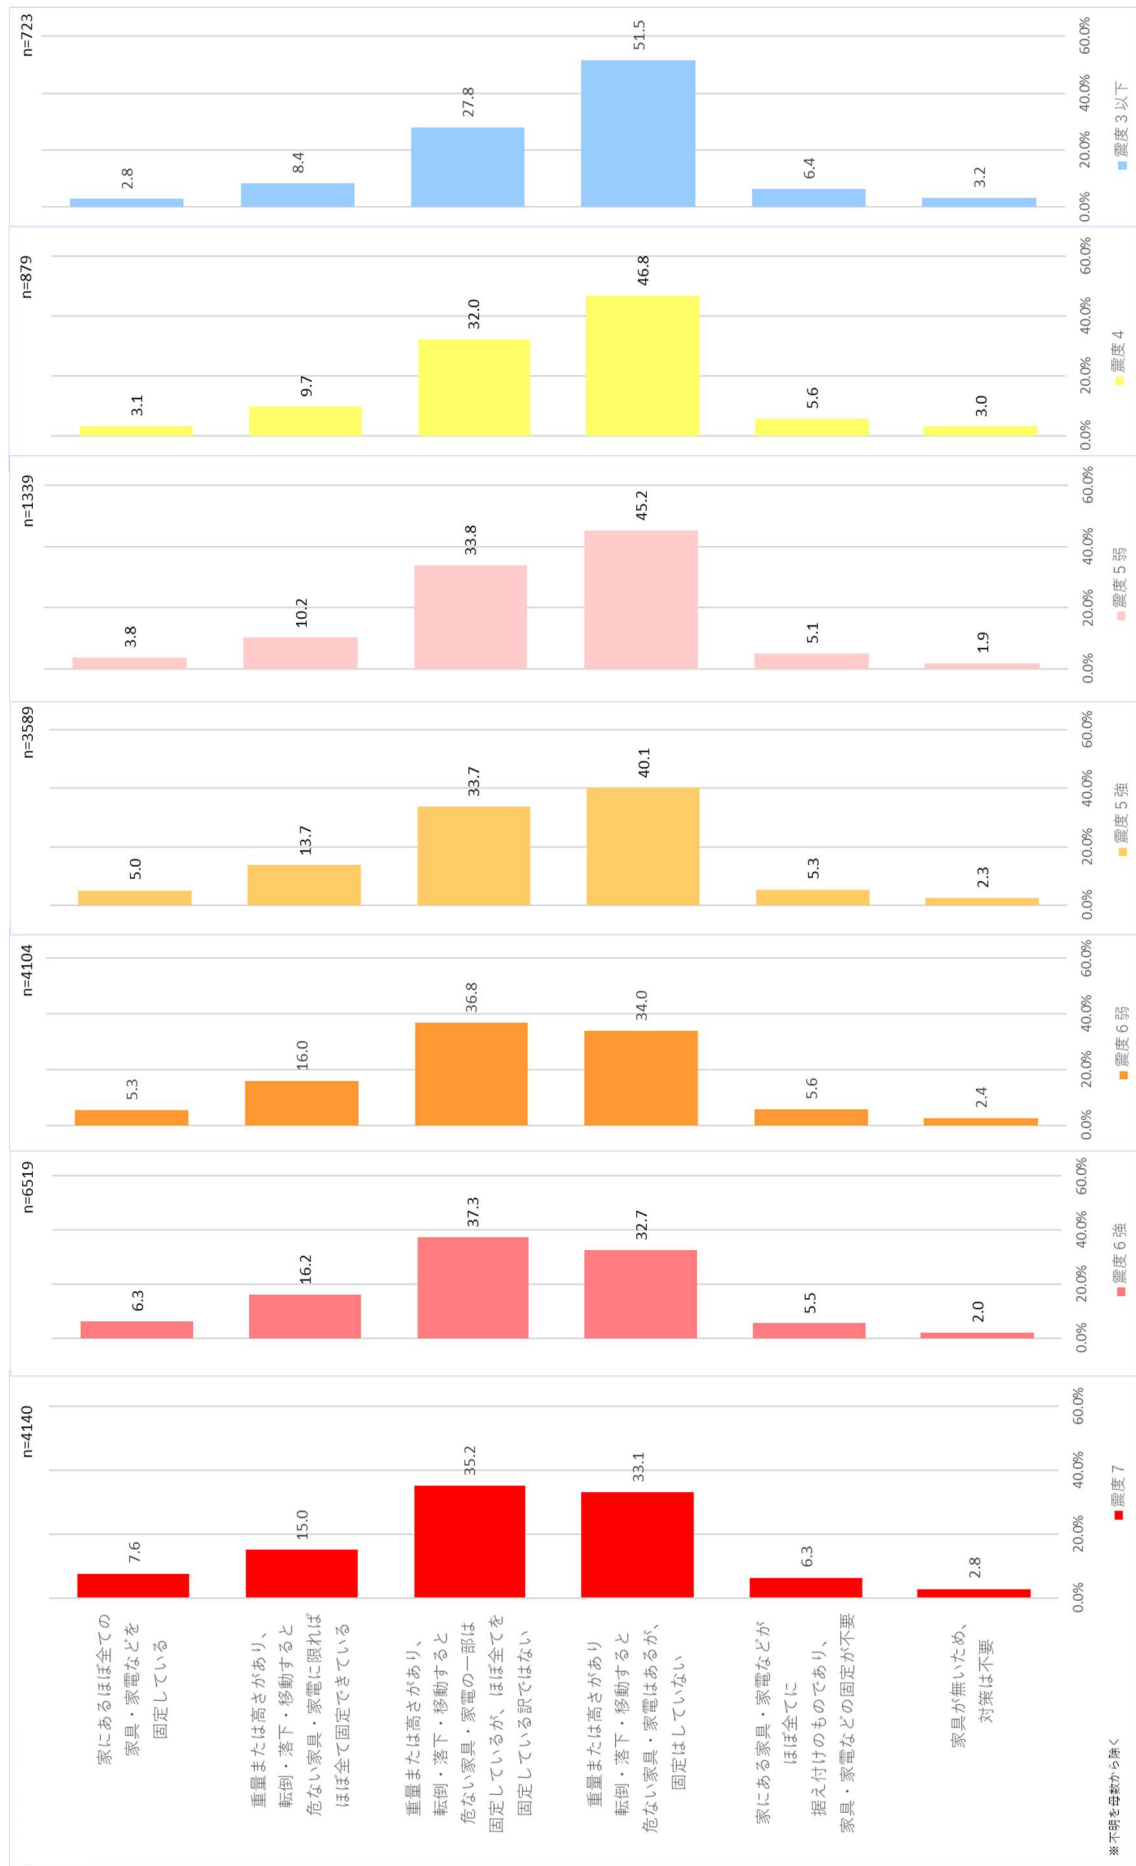 n=4140
n=6519
n=4104
n=3589
n=1339
n=879
n=723
家にあるほぼ全ての
家具・家電などを
固定している
7.6
6.3
5.3
5.0
3.8
3.1
2.8
重量または高さがあり、
転倒・落下・移動すると
危ない家具・家電に限れば
ほぼ全て固定できている
15.0
16.2
16.0
13.7
10.2
9.7
8.4
重量または高さがあり、
転倒・落下・移動すると
危ない家具・家電の一部は
固定しているが、ほぼ全てを
固定している訳ではない
35.2
37.3
36.8
33.7
33.8
32.0
27.8
重量または高さがあり
転倒・落下・移動すると
危ない家具・家電はあるが、
固定はしていない
33.1
32.7
34.0
40.1
45.2
46.8
51.5
家にある家具・家電などが
ほぼ全てに
据え付けのものであり、
家具・家電などの固定が不要
6.3
5.5
5.6
5.3
5.1
5.6
6.4
家具が無いため、
対策は不要
2.8
2.0
2.4
2.3
1.9
3.0
3.2
0.0% 20.0% 40.0% 60.0%
0.0% 20.0% 40.0% 60.0%
0.0% 20.0% 40.0% 60.0%
0.0% 20.0% 40.0% 60.0%
0.0% 20.0% 40.0% 60.0%
0.0% 20.0% 40.0% 60.0%
0.0% 20.0% 40.0% 60.0%
震度7
震度6強
震度6弱
震度5強
震度5弱
震度4
震度3以下
※不明を母数から除く